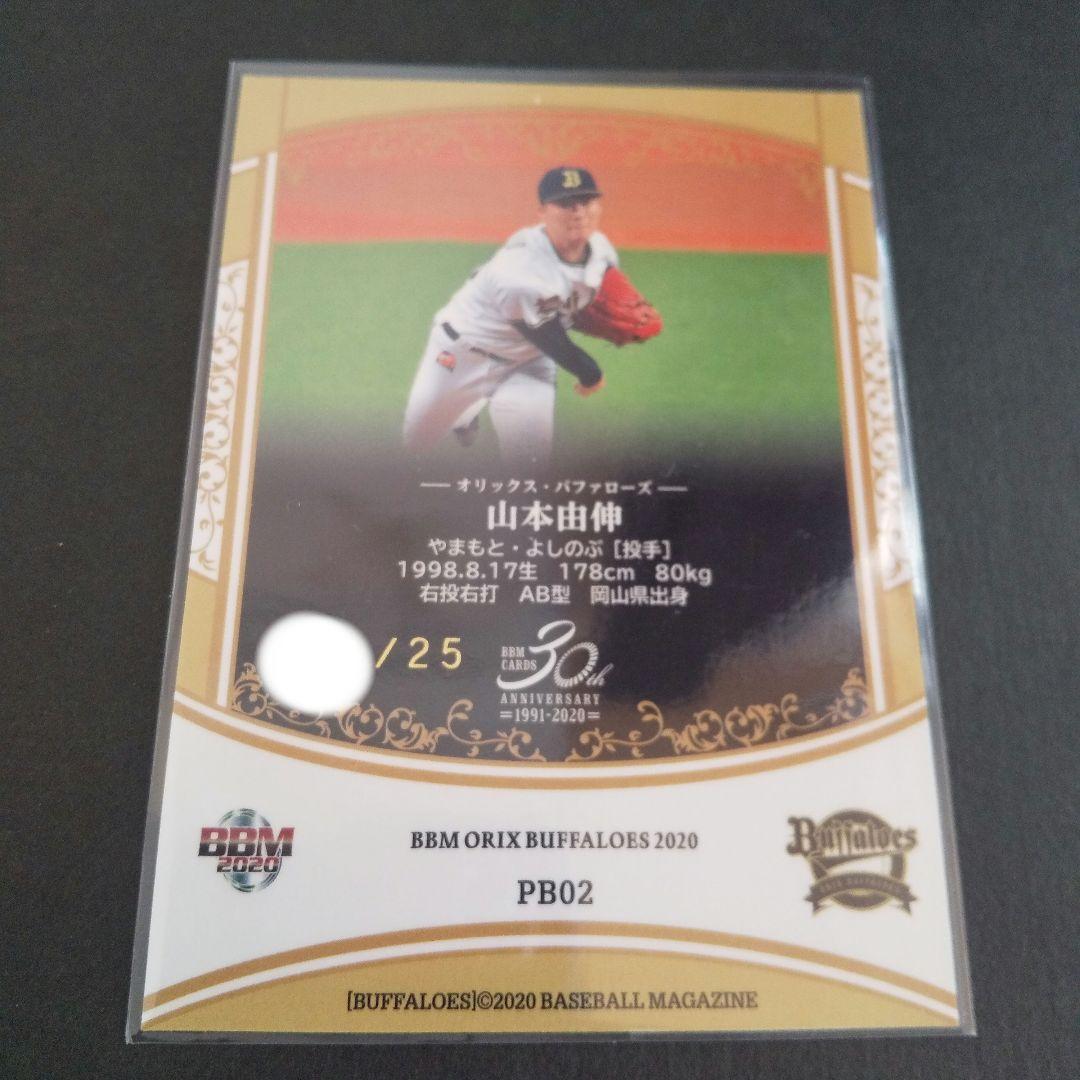 B
オリックス・バファローズ
山本由伸
やまもと・よしのぶ [投手]
1998.8.17生 178cm 80kg
右投右打 AB型 岡山県出身
/25
BBM
CARDS 30th
ANNIVERSARY
=1991-2020=
BBM
2020
BBM ORIX BUFFALOES 2020
PB02
Buffaloes
ORIX BUFFALOES
[BUFFALOES]©2020 BASEBALL MAGAZINE